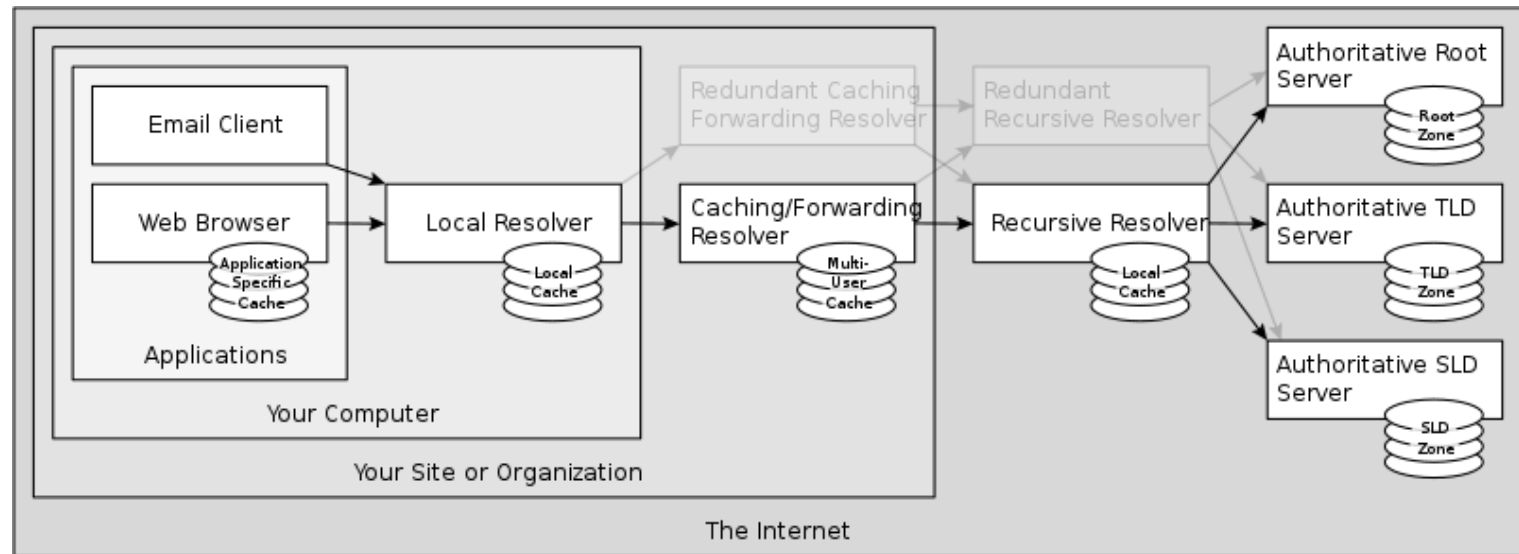 Authoritative Root
Server
Root
Zone
Redundant Caching
Forwarding Resolver
Redundant
Recursive Resolver
Email Client
Web Browser
Application
Specific
Cache
Local Resolver
Local
Cache
Caching/Forwarding
Resolver
Multi-
User
Cache
Recursive Resolver
Local
Cache
Authoritative TLD
Server
TLD
Zone
Authoritative SLD
Server
SLD
Zone
Applications
Your Computer
Your Site or Organization
The Internet